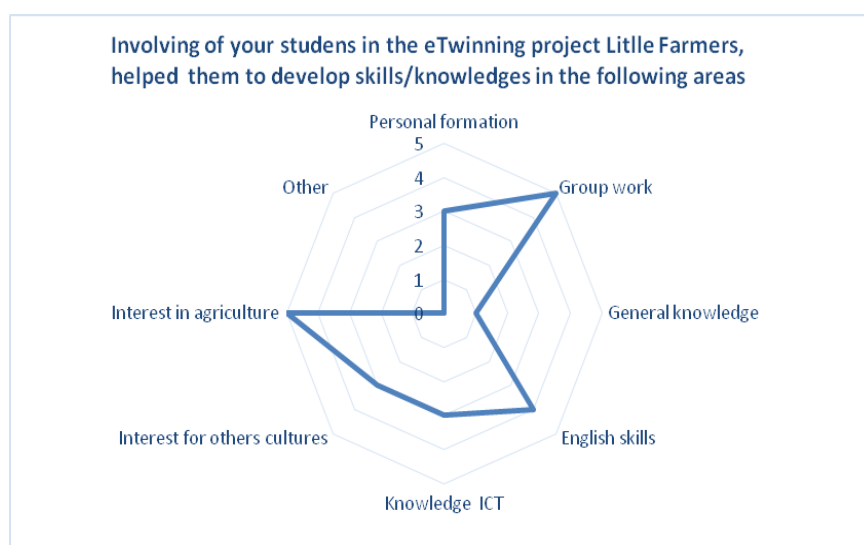 Involving of your studens in the eTwinning project Litlle Farmers,
helped them to develop skills/knowledges in the following areas
Personal formation
5
4
3
2
1
0
Group work
General knowledge
English skills
Knowledge ICT
Interest for others cultures
Interest in agriculture
Other